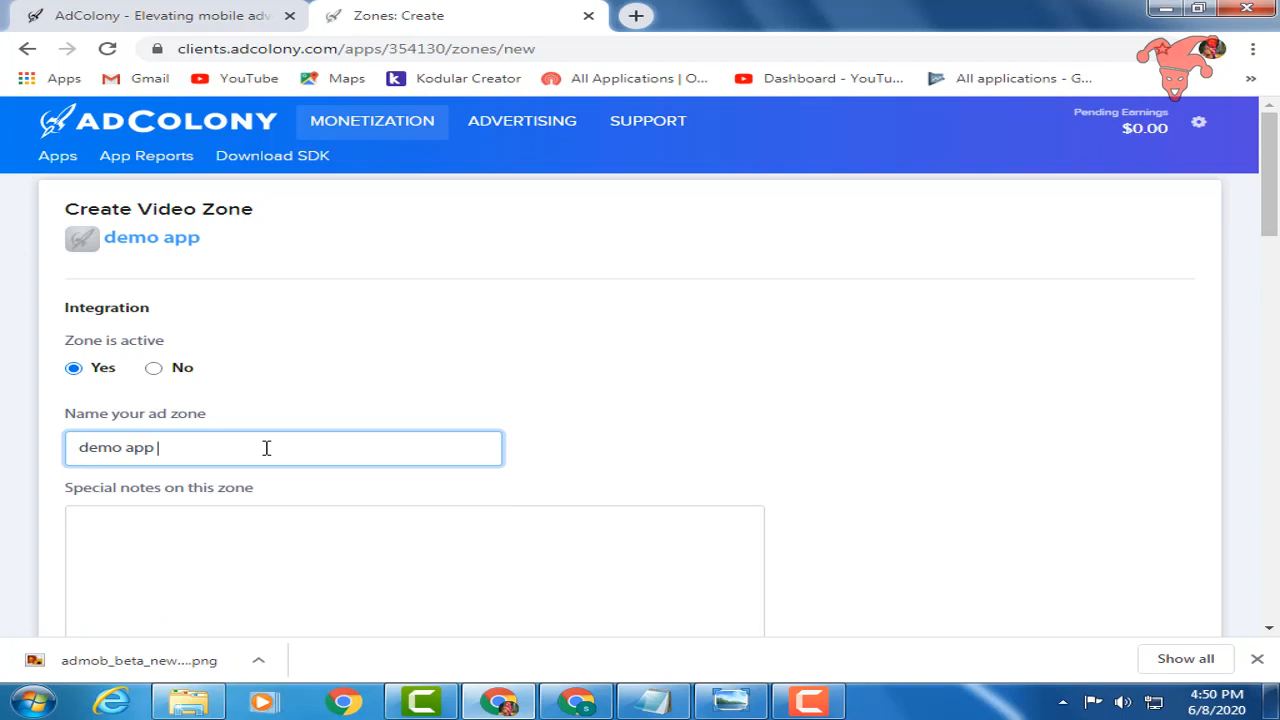 AdColony - Elevating mobile adv
Zones: Create
clients.adcolony.com/apps/354130/zones/new
Apps Gmail YouTube Maps Kodular Creator All Applications | O... Dashboard - YouTu... All applications - G... »
ADCOLONY MONETIZATION ADVERTISING SUPPORT
Pending Earnings
$0.00
Apps App Reports Download SDK
Create Video Zone
demo app
Integration
Zone is active
Yes No
Name your ad zone
demo app
Special notes on this zone
admob_beta_new....png
Show all
4:50 PM
6/8/2020